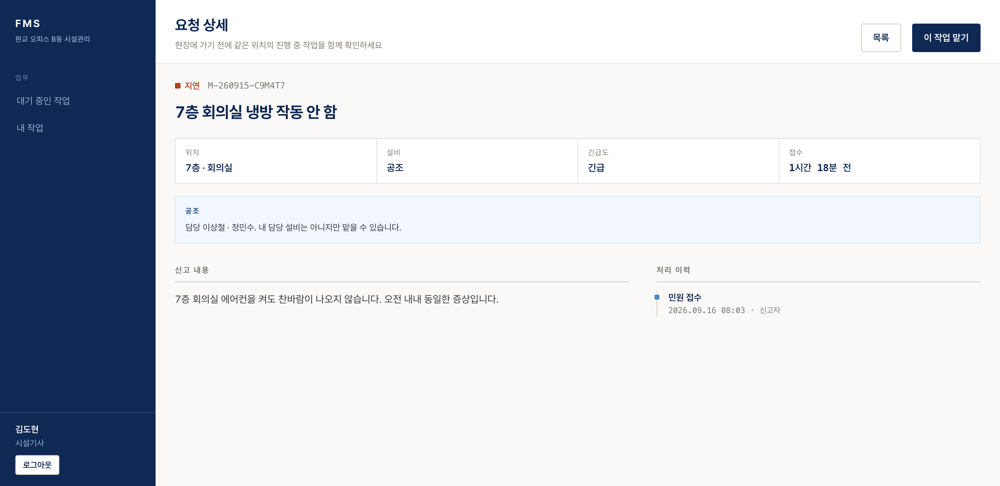 FMS
판교 오피스 B동 시설관리
업무
대기 중인 작업
내 작업
김도현
시설기사
로그아웃
요청 상세
현장에 가기 전에 같은 위치의 진행 중 작업을 함께 확인하세요
목록
이 작업 맡기
지연 M-260915-C9M4T7
7층 회의실 냉방 작동 안 함
위치
7층 · 회의실
설비
공조
긴급도
긴급
접수
1시간 18분 전
공조
담당 이상철 · 정민수. 내 담당 설비는 아니지만 맡을 수 있습니다.
신고 내용
7층 회의실 에어컨을 켜도 찬바람이 나오지 않습니다. 오전 내내 동일한 증상입니다.
처리 이력
민원 접수
2026.09.16 08:03 · 신고자